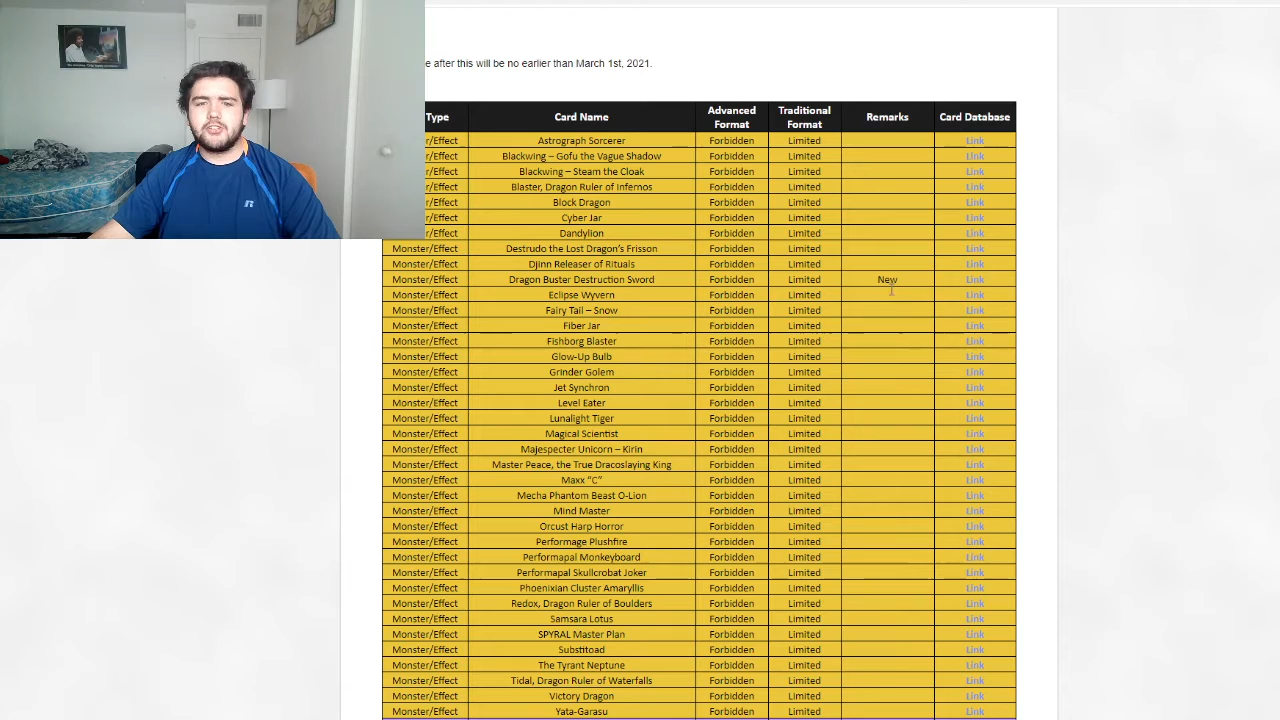 e after this will be no earlier than March 1st, 2021.
Type Card Name Advanced Format Traditional Format Remarks Card Database
r/Effect Astrograph Sorcerer Forbidden Limited Link
r/Effect Blackwing – Gofu the Vague Shadow Forbidden Limited Link
r/Effect Blackwing – Steam the Cloak Forbidden Limited Link
r/Effect Blaster, Dragon Ruler of Infernos Forbidden Limited Link
r/Effect Block Dragon Forbidden Limited Link
r/Effect Cyber Jar Forbidden Limited Link
r/Effect Dandylion Forbidden Limited Link
Monster/Effect Destrudo the Lost Dragon's Frisson Forbidden Limited Link
Monster/Effect Djinn Releaser of Rituals Forbidden Limited Link
Monster/Effect Dragon Buster Destruction Sword Forbidden Limited New Link
Monster/Effect Eclipse Wyvern Forbidden Limited Link
Monster/Effect Fairy Tail – Snow Forbidden Limited Link
Monster/Effect Fiber Jar Forbidden Limited Link
Monster/Effect Fishborg Blaster Forbidden Limited Link
Monster/Effect Glow-Up Bulb Forbidden Limited Link
Monster/Effect Grinder Golem Forbidden Limited Link
Monster/Effect Jet Synchron Forbidden Limited Link
Monster/Effect Level Eater Forbidden Limited Link
Monster/Effect Lunalight Tiger Forbidden Limited Link
Monster/Effect Magical Scientist Forbidden Limited Link
Monster/Effect Majespecter Unicorn – Kirin Forbidden Limited Link
Monster/Effect Master Peace, the True Dracoslaying King Forbidden Limited Link
Monster/Effect Maxx "C" Forbidden Limited Link
Monster/Effect Mecha Phantom Beast O-Lion Forbidden Limited Link
Monster/Effect Mind Master Forbidden Limited Link
Monster/Effect Orcust Harp Horror Forbidden Limited Link
Monster/Effect Performage Plushfire Forbidden Limited Link
Monster/Effect Performapal Monkeyboard Forbidden Limited Link
Monster/Effect Performapal Skullcrobat Joker Forbidden Limited Link
Monster/Effect Phoenixian Cluster Amaryllis Forbidden Limited Link
Monster/Effect Redox, Dragon Ruler of Boulders Forbidden Limited Link
Monster/Effect Samsara Lotus Forbidden Limited Link
Monster/Effect SPYRAL Master Plan Forbidden Limited Link
Monster/Effect Substitoad Forbidden Limited Link
Monster/Effect The Tyrant Neptune Forbidden Limited Link
Monster/Effect Tidal, Dragon Ruler of Waterfalls Forbidden Limited Link
Monster/Effect Victory Dragon Forbidden Limited Link
Monster/Effect Yata-Garasu Forbidden Limited Link